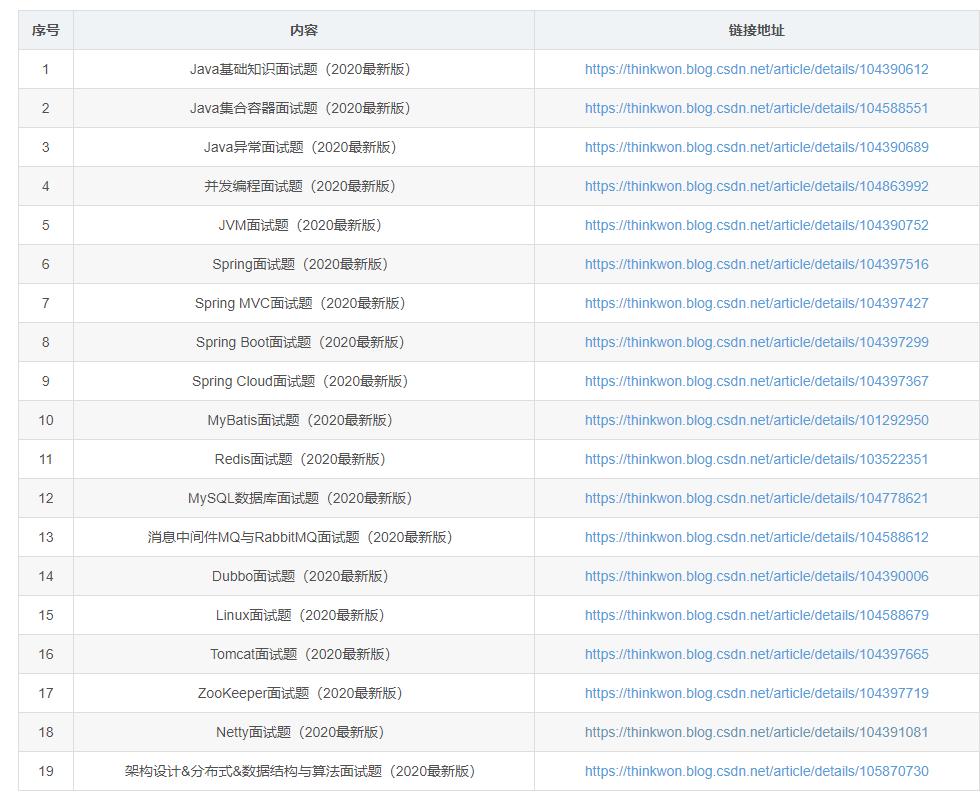 序号 内容 链接地址
1 Java基础知识面试题（2020最新版） https://thinkwon.blog.csdn.net/article/details/104390612
2 Java集合容器面试题（2020最新版） https://thinkwon.blog.csdn.net/article/details/104588551
3 Java异常面试题（2020最新版） https://thinkwon.blog.csdn.net/article/details/104390689
4 并发编程面试题（2020最新版） https://thinkwon.blog.csdn.net/article/details/104863992
5 JVM面试题（2020最新版） https://thinkwon.blog.csdn.net/article/details/104390752
6 Spring面试题（2020最新版） https://thinkwon.blog.csdn.net/article/details/104397516
7 Spring MVC面试题（2020最新版） https://thinkwon.blog.csdn.net/article/details/104397427
8 Spring Boot面试题（2020最新版） https://thinkwon.blog.csdn.net/article/details/104397299
9 Spring Cloud面试题（2020最新版） https://thinkwon.blog.csdn.net/article/details/104397367
10 MyBatis面试题（2020最新版） https://thinkwon.blog.csdn.net/article/details/101292950
11 Redis面试题（2020最新版） https://thinkwon.blog.csdn.net/article/details/103522351
12 MySQL数据库面试题（2020最新版） https://thinkwon.blog.csdn.net/article/details/104778621
13 消息中间件MQ与RabbitMQ面试题（2020最新版） https://thinkwon.blog.csdn.net/article/details/104588612
14 Dubbo面试题（2020最新版） https://thinkwon.blog.csdn.net/article/details/104390006
15 Linux面试题（2020最新版） https://thinkwon.blog.csdn.net/article/details/104588679
16 Tomcat面试题（2020最新版） https://thinkwon.blog.csdn.net/article/details/104397665
17 ZooKeeper面试题（2020最新版） https://thinkwon.blog.csdn.net/article/details/104397719
18 Netty面试题（2020最新版） https://thinkwon.blog.csdn.net/article/details/104391081
19 架构设计&分布式&数据结构与算法面试题（2020最新版） https://thinkwon.blog.csdn.net/article/details/105870730